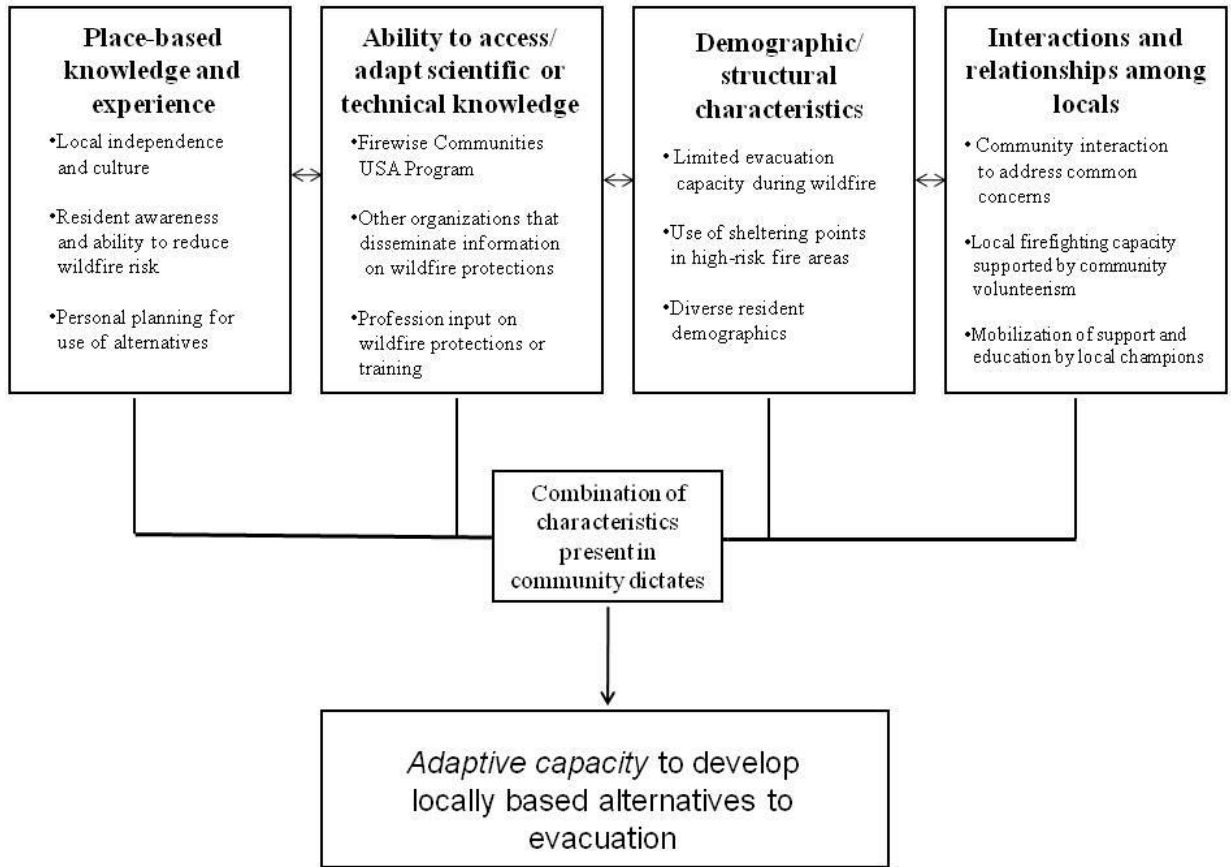 Place-based
knowledge and
experience
•Local independence
and culture
•Resident awareness
and ability to reduce
wildfire risk
•Personal planning for
use of alternatives
Ability to access/
adapt scientific or
technical knowledge
•Firewise Communities
USA Program
•Other organizations that
disseminate information
on wildfire protections
•Profession input on
wildfire protections or
training
Demographic/
structural
characteristics
•Limited evacuation
capacity during wildfire
•Use of sheltering points
in high-risk fire areas
•Diverse resident
demographics
Interactions and
relationships among
locals
• Community interaction
to address common
concerns
•Local firefighting capacity
supported by community
volunteerism
•Mobilization of support and
education by local champions
Combination of
characteristics
present in
community dictates
Adaptive capacity to develop
locally based alternatives to
evacuation